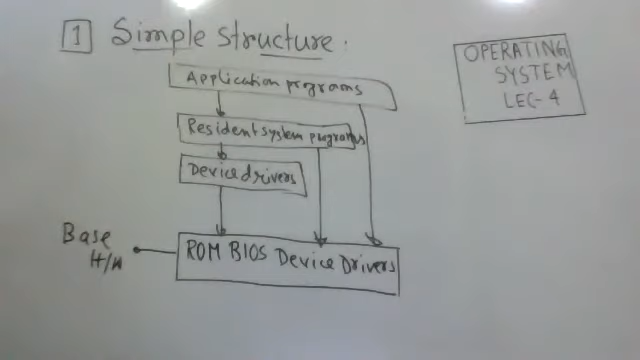 1 Simple Structure :
OPERATING
SYSTEM
LEC-4
Application programs
Resident system programs
Device drivers
Base
H/W
ROM BIOS Device Drivers